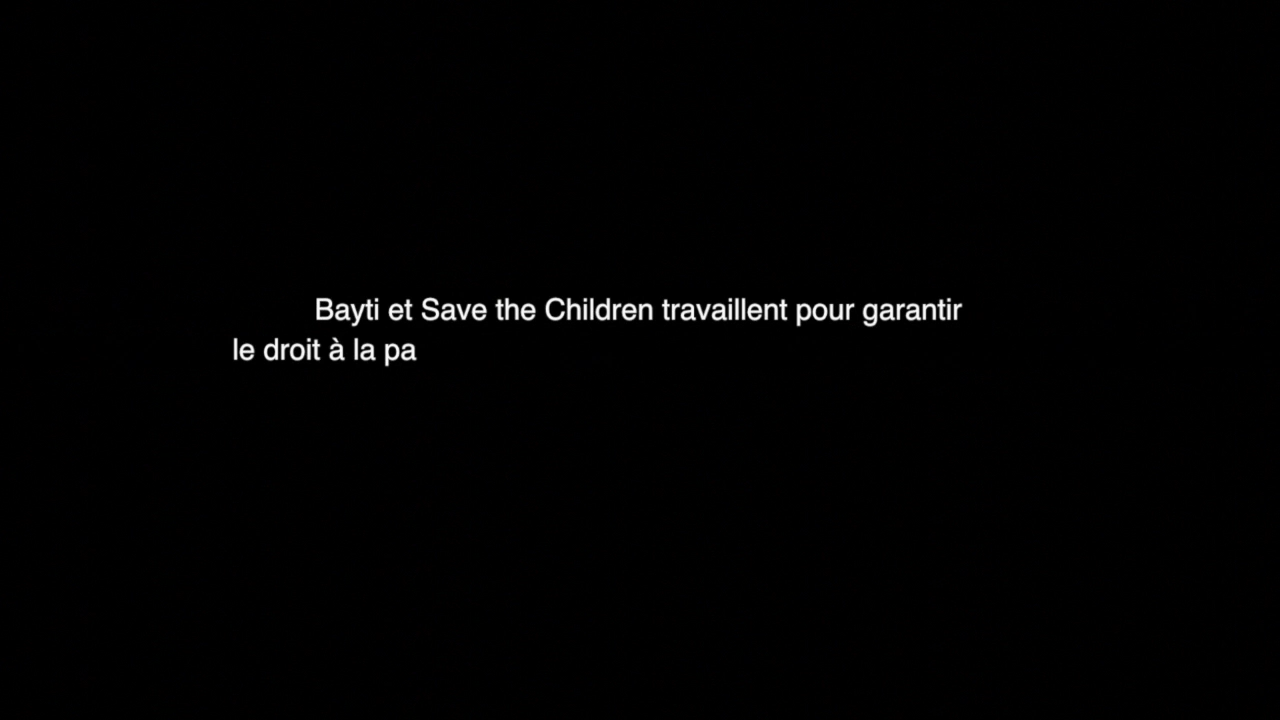 Bayti et Save the Children travaillent pour garantir
le droit à la pa